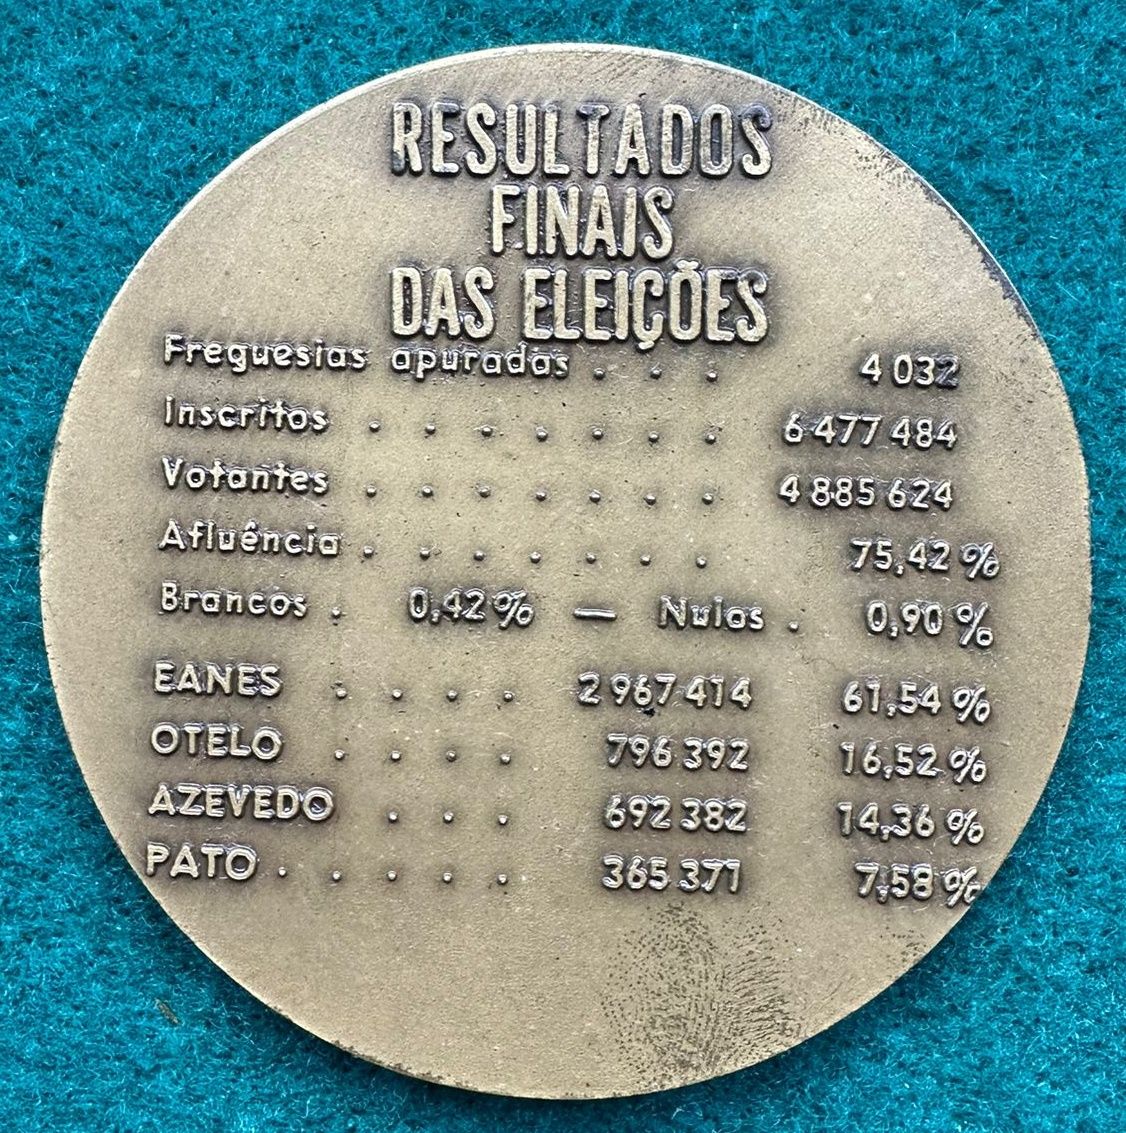 RESULTADOS
FINAIS
DAS ELEIÇÕES
Freguesias apuradas . . . 4 032
Inscritos . . . . . . . 6 477 484
Votantes . . . . . . . 4 885 624
Afluência . . . . . . . 75,42 %
Brancos . 0,42 % — Nulos . 0,90 %
EANES . . . . 2 967 414 61,54 %
OTELO . . . . 796 392 16,52 %
AZEVEDO . . . 692 382 14,36 %
PATO . . . . . 365 371 7,58 %